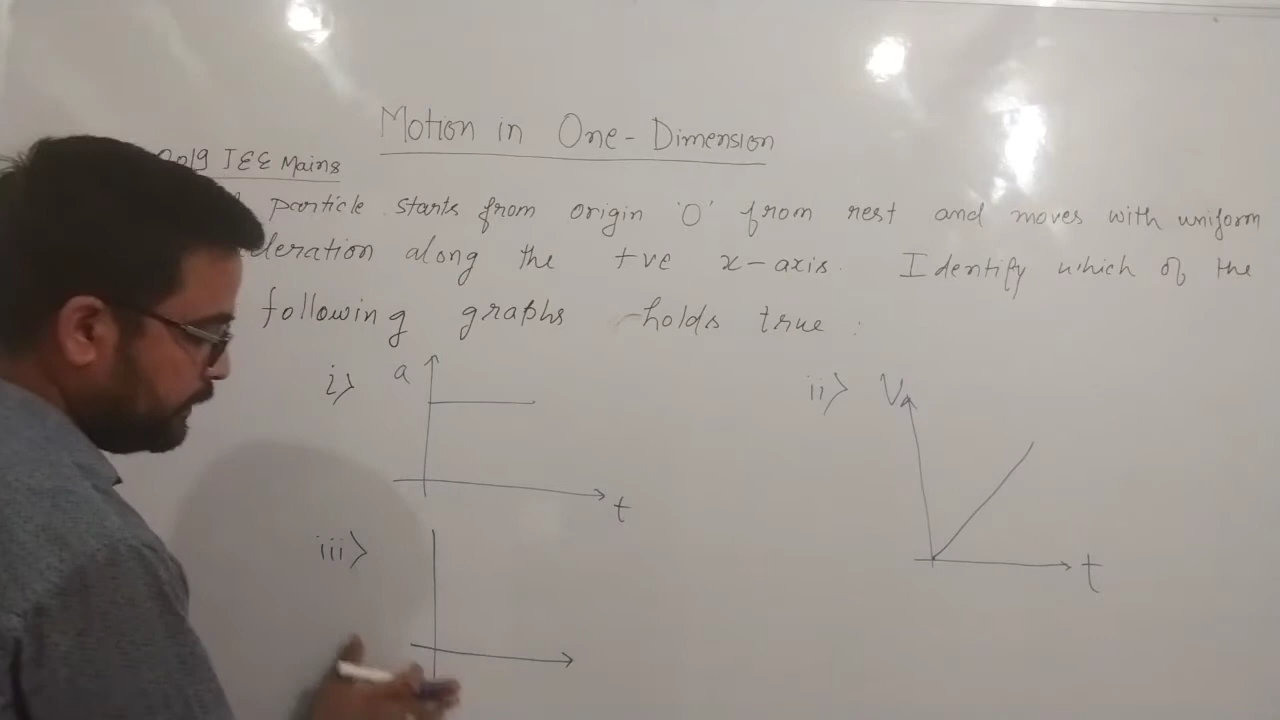 Motion in One-Dimension
2019 JEE Mains
particle starts from origin 'O' from rest and moves with uniform
leration along the +ve x-axis. Identify which of the
following graphs holds true :
i> a
ii> V
t
iii>
t